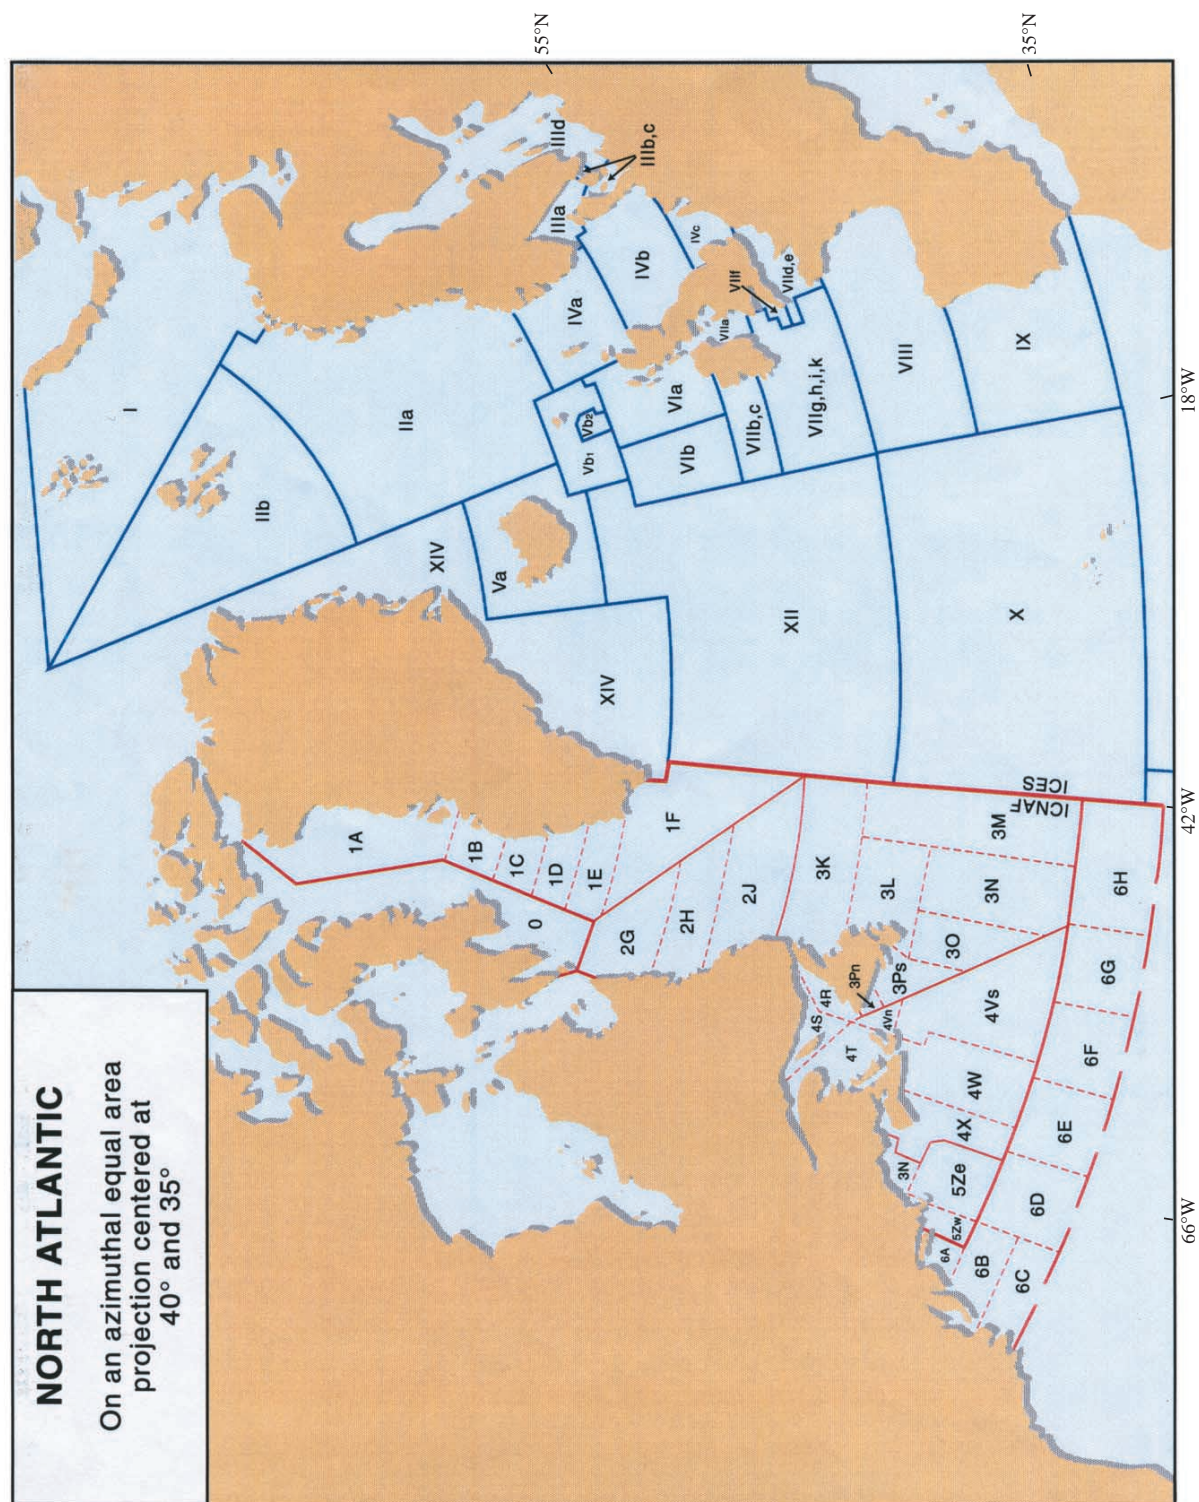 NORTH ATLANTIC
On an azimuthal equal area
projection centered at
40° and 35°
55°N
35°N
18°W
42°W
66°W
I
IIb
IIa
IIId
IIIb,c
IIIa
IVa
IVb
IVc
XIV
Va
Vb1
Vb2
VIa
VIb
VIIa
VIIf
VIId,e
VIIb,c
VIIg,h,i,k
VIII
IX
XIV
XII
X
ICES
ICNAF
1A
1B
1C
1D
1E
1F
0
2G
2H
2J
3K
3L
3M
3N
3O
3Ps
3Pn
4R
4S
4T
4Vn
4Vs
4W
4X
3N
5Ze
5Zw
6A
6B
6C
6D
6E
6F
6G
6H